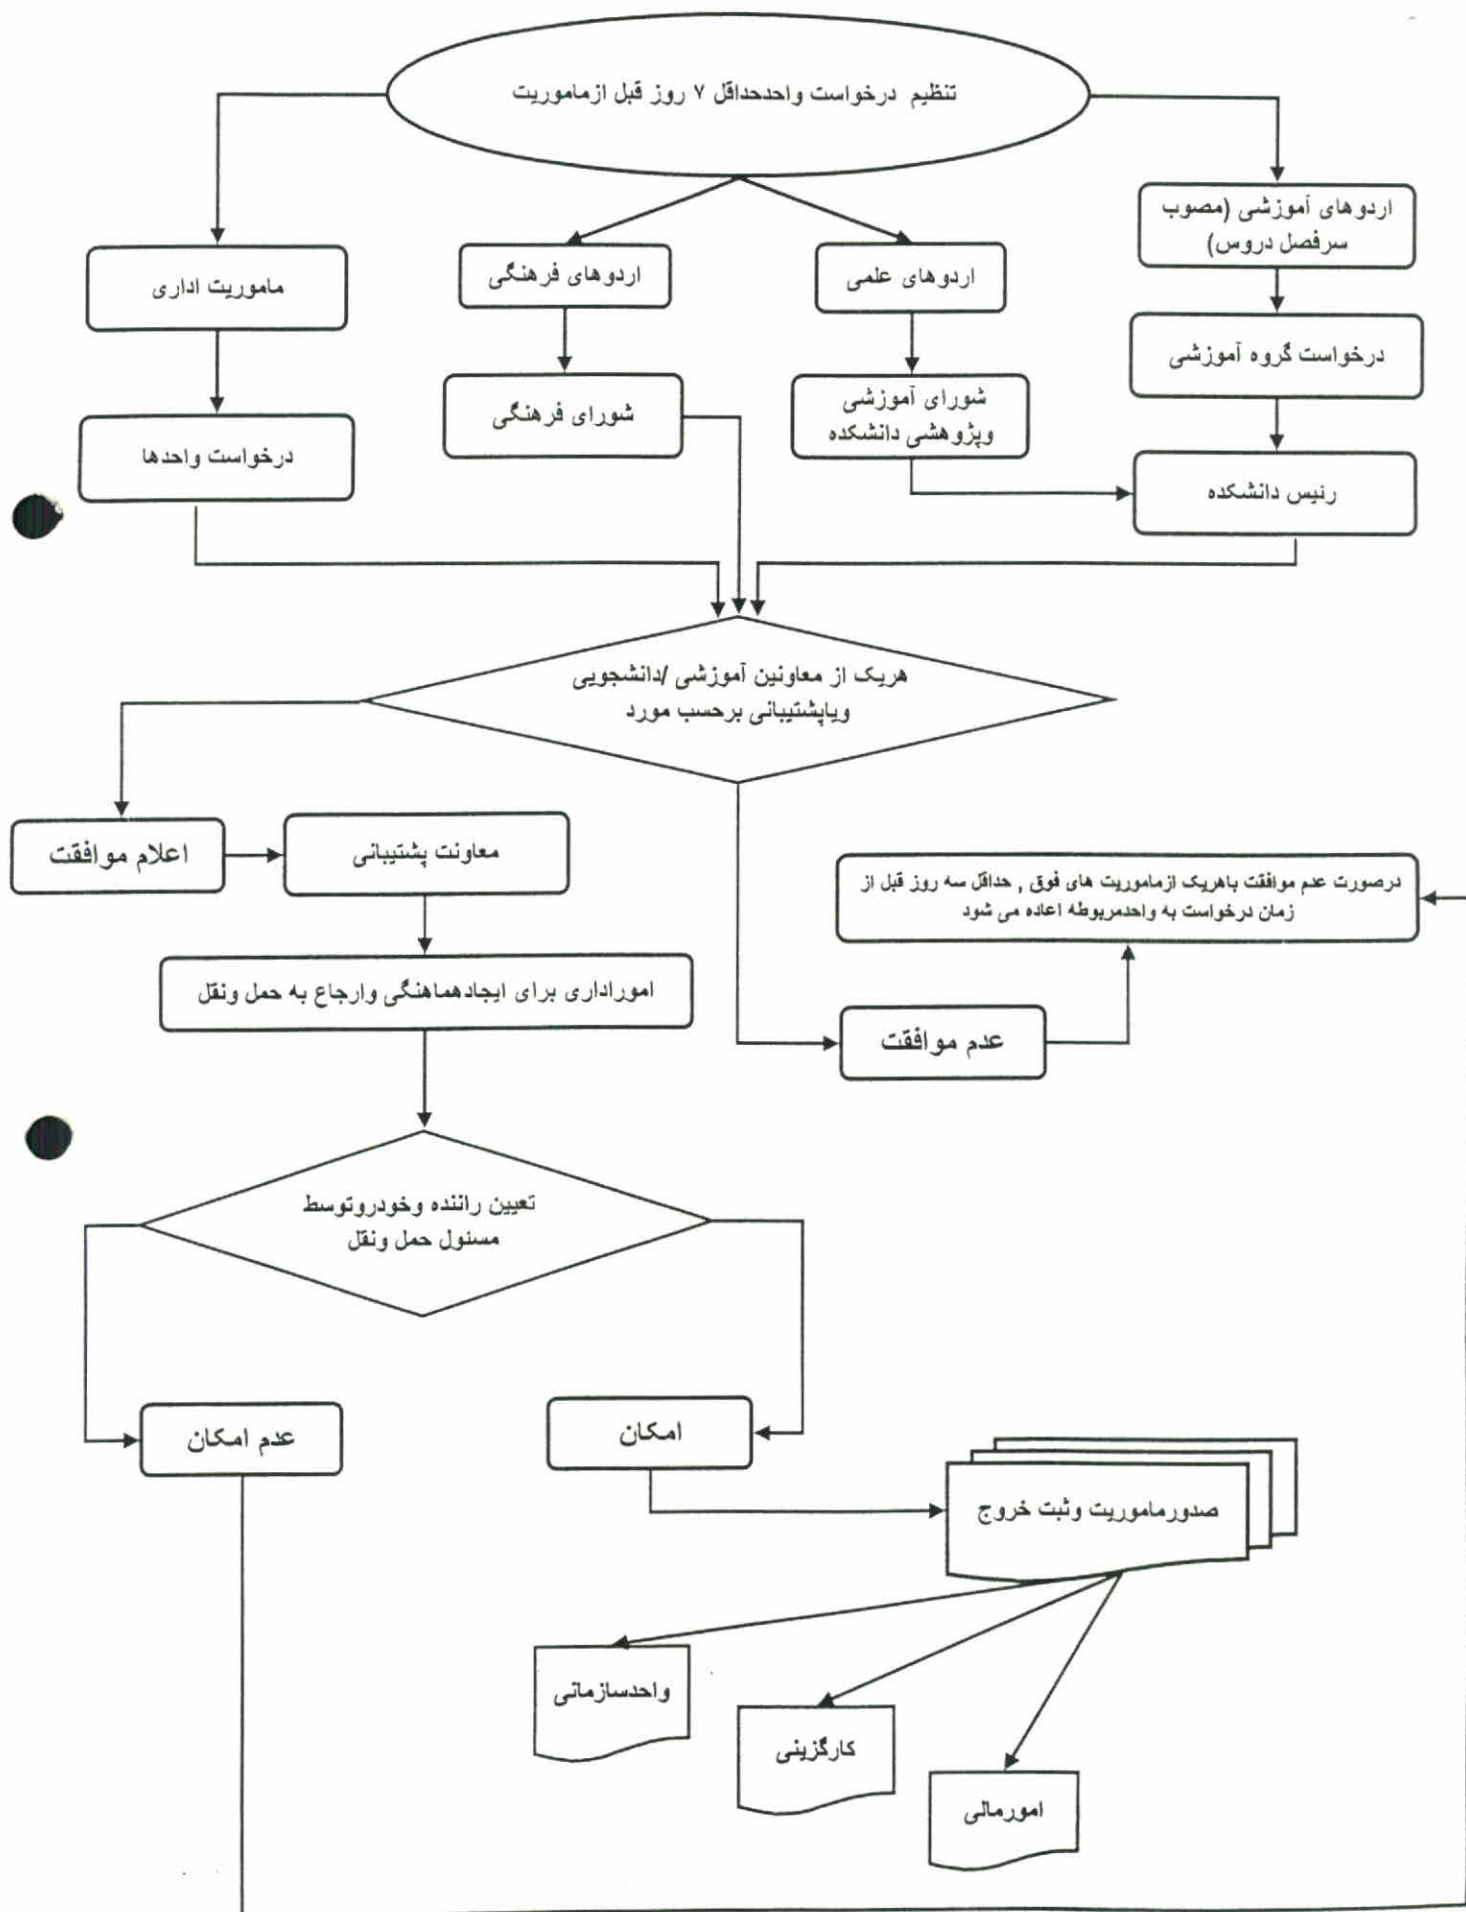 تنظیم درخواست واحدحداقل ۷ روز قبل ازماموریت
اردوهای آموزشی (مصوب
سرفصل دروس)
اردوهای علمی
اردوهای فرهنگی
ماموریت اداری
درخواست گروه آموزشی
شورای آموزشی
وپژوهشی دانشکده
شورای فرهنگی
درخواست واحدها
رئیس دانشکده
هریک از معاونین آموزشی /دانشجویی
ویاپشتیبانی برحسب مورد
اعلام موافقت
معاونت پشتیبانی
درصورت عدم موافقت باهریک ازماموریت های فوق , حداقل سه روز قبل از
زمان درخواست به واحدمربوطه اعاده می شود
اموراداری برای ایجادهماهنگی وارجاع به حمل ونقل
عدم موافقت
تعیین راننده وخودروتوسط
مسئول حمل ونقل
امکان
عدم امکان
صدورماموریت وثبت خروج
واحدسازمانی
کارگزینی
امورمالی